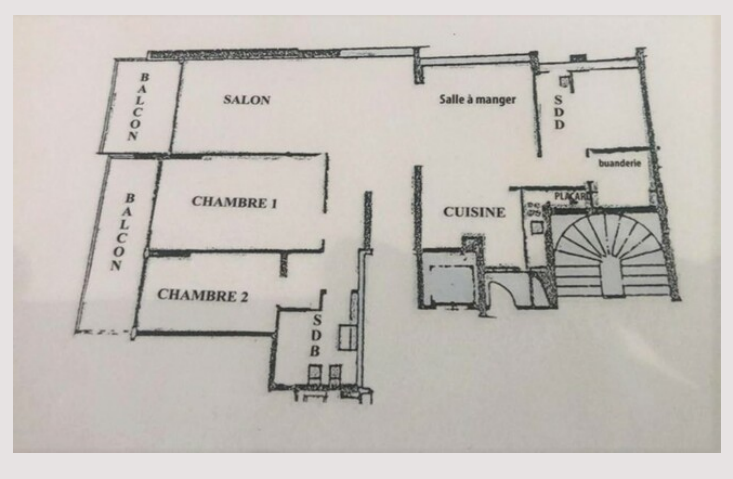 BALCON
SALON
Salle à manger
SDD
buanderie
BALCON
CHAMBRE 1
PLACARD
CUISINE
CHAMBRE 2
SDB